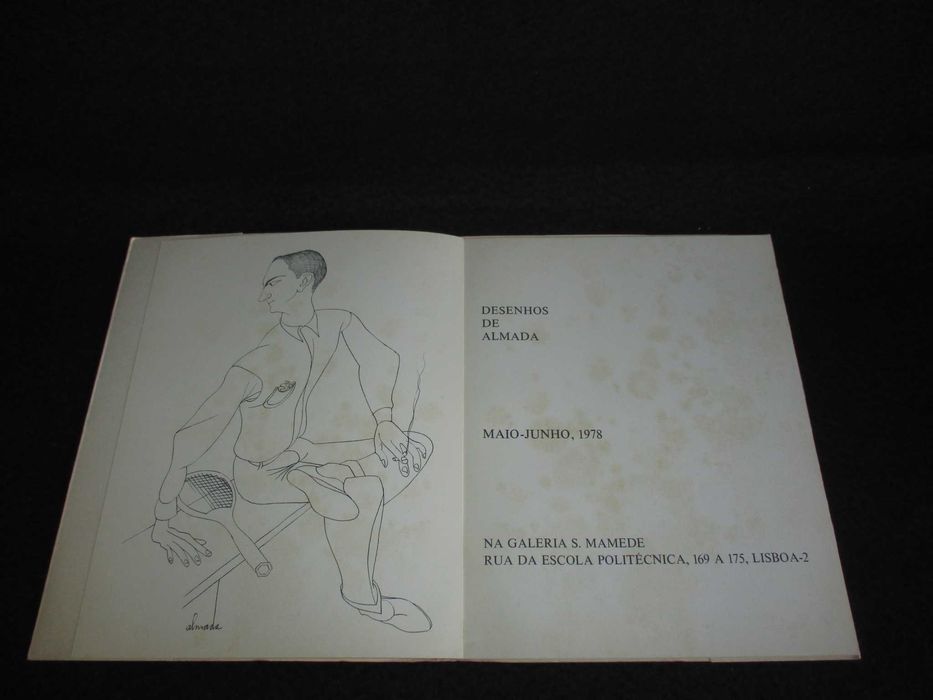 almada
DESENHOS
DE
ALMADA
MAIO-JUNHO, 1978
NA GALERIA S. MAMEDE
RUA DA ESCOLA POLITÉCNICA, 169 A 175, LISBOA-2